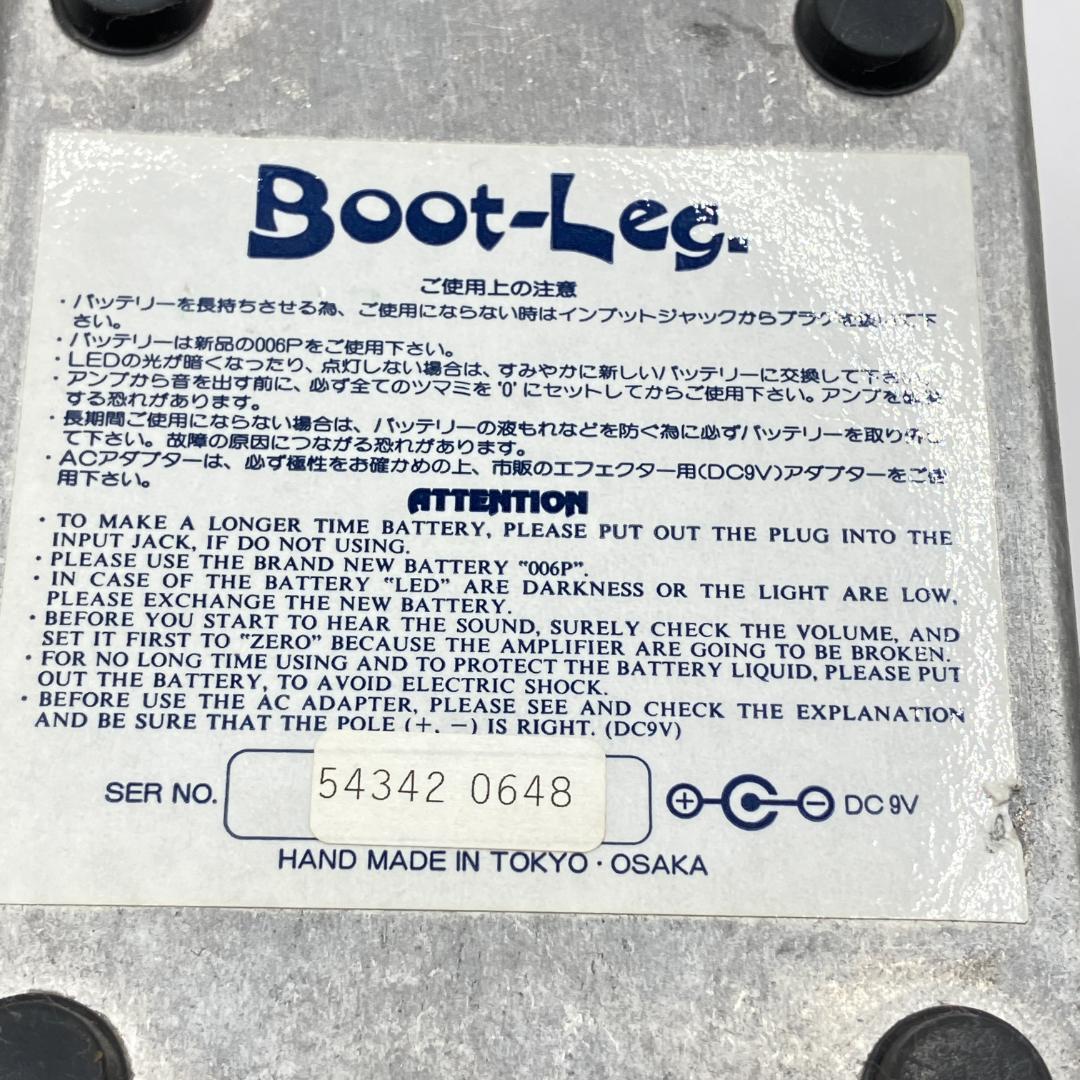 Boot-Leg.
ご使用上の注意
・バッテリーを長持ちさせる為、ご使用にならない時はインプットジャックからプラグを抜いて下
さい。
・バッテリーは新品の006Pをご使用下さい。
・LEDの光が暗くなったり、点灯しない場合は、すみやかに新しいバッテリーに交換して下さい。
・アンプから音を出す前に、必ず全てのツマミを"0"にセットしてからご使用下さい。アンプを
する恐れがあります。
・長期間ご使用にならない場合は、バッテリーの液もれなどを防ぐ為に必ずバッテリーを取り外し
て下さい。故障の原因につながる恐れがあります。
・ACアダプターは、必ず極性をお確かめの上、市販のエフェクター用(DC9V)アダプターをご使
用下さい。
ATTENTION
・TO MAKE A LONGER TIME BATTERY, PLEASE PUT OUT THE PLUG INTO THE
INPUT JACK, IF DO NOT USING.
・PLEASE USE THE BRAND NEW BATTERY "006P".
・IN CASE OF THE BATTERY "LED" ARE DARKNESS OR THE LIGHT ARE LOW,
PLEASE EXCHANGE THE NEW BATTERY.
・BEFORE YOU START TO HEAR THE SOUND, SURELY CHECK THE VOLUME, AND
SET IT FIRST TO "ZERO" BECAUSE THE AMPLIFIER ARE GOING TO BE BROKEN.
・FOR NO LONG TIME USING AND TO PROTECT THE BATTERY LIQUID, PLEASE PUT
OUT THE BATTERY, TO AVOID ELECTRIC SHOCK.
・BEFORE USE THE AC ADAPTER, PLEASE SEE AND CHECK THE EXPLANATION
AND BE SURE THAT THE POLE (+, −) IS RIGHT. (DC9V)
SER NO. 54342 0648 DC 9V
HAND MADE IN TOKYO・OSAKA